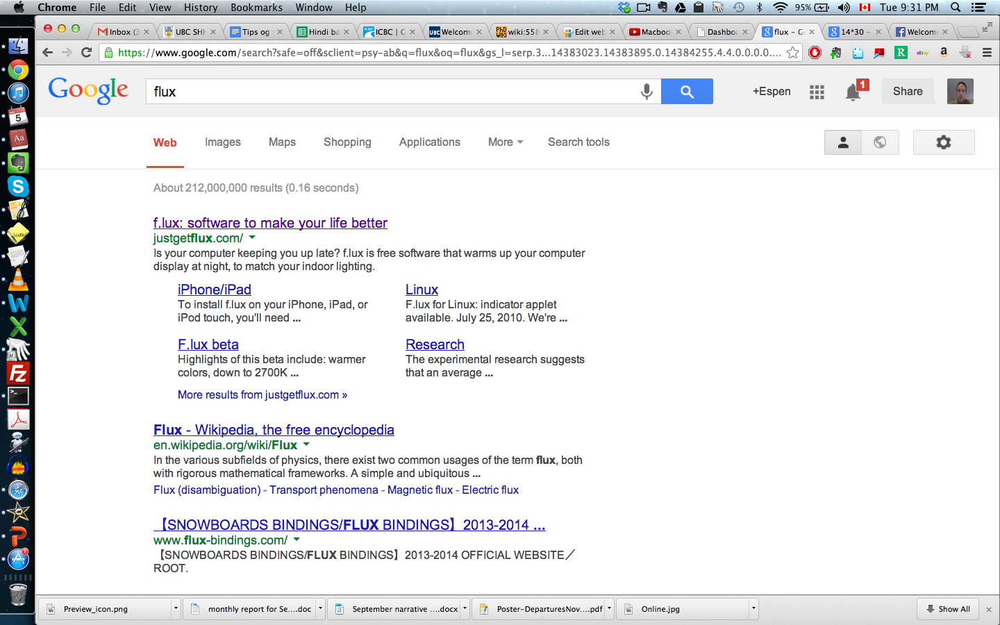 Chrome File Edit View History Bookmarks Window Help 95% Tue 9:31 PM
Inbox (3 UBC SHI Tips og Hindi ba ICBC | C UBC Welcom PhD WIKI wiki:558 Edit web Macboo Dashboa flux – G 14*30 – Welcom
https://www.google.com/search?safe=off&sclient=psy-ab&q=flux&oq=flux&gs_l=serp.3...14383023.14383895.0.14384255.4.4.0.0.0.0....
R ebay a
Google flux +Espen 1 Share
5
Aa
Web Images Maps Shopping Applications More Search tools
About 212,000,000 results (0.16 seconds)
f.lux: software to make your life better
justgetflux.com/
Is your computer keeping you up late? f.lux is free software that warms up your computer
display at night, to match your indoor lighting.
iPhone/iPad
To install f.lux on your iPhone, iPad, or
iPod touch, you'll need ...
Linux
F.lux for Linux: indicator applet
available. July 25, 2010. We're ...
F.lux beta
Highlights of this beta include: warmer
colors, down to 2700K ...
Research
The experimental research suggests
that an average ...
More results from justgetflux.com »
Flux - Wikipedia, the free encyclopedia
en.wikipedia.org/wiki/Flux
In the various subfields of physics, there exist two common usages of the term flux, both
with rigorous mathematical frameworks. A simple and ubiquitous ...
Flux (disambiguation) - Transport phenomena - Magnetic flux - Electric flux
【SNOWBOARDS BINDINGS/FLUX BINDINGS】2013-2014 ...
www.flux-bindings.com/
【SNOWBOARDS BINDINGS/FLUX BINDINGS】2013-2014 OFFICIAL WEBSITE／
ROOT.
Preview_icon.png monthly report for Se....doc September narrative ....docx Poster-DeparturesNov....pdf Online.jpg Show All